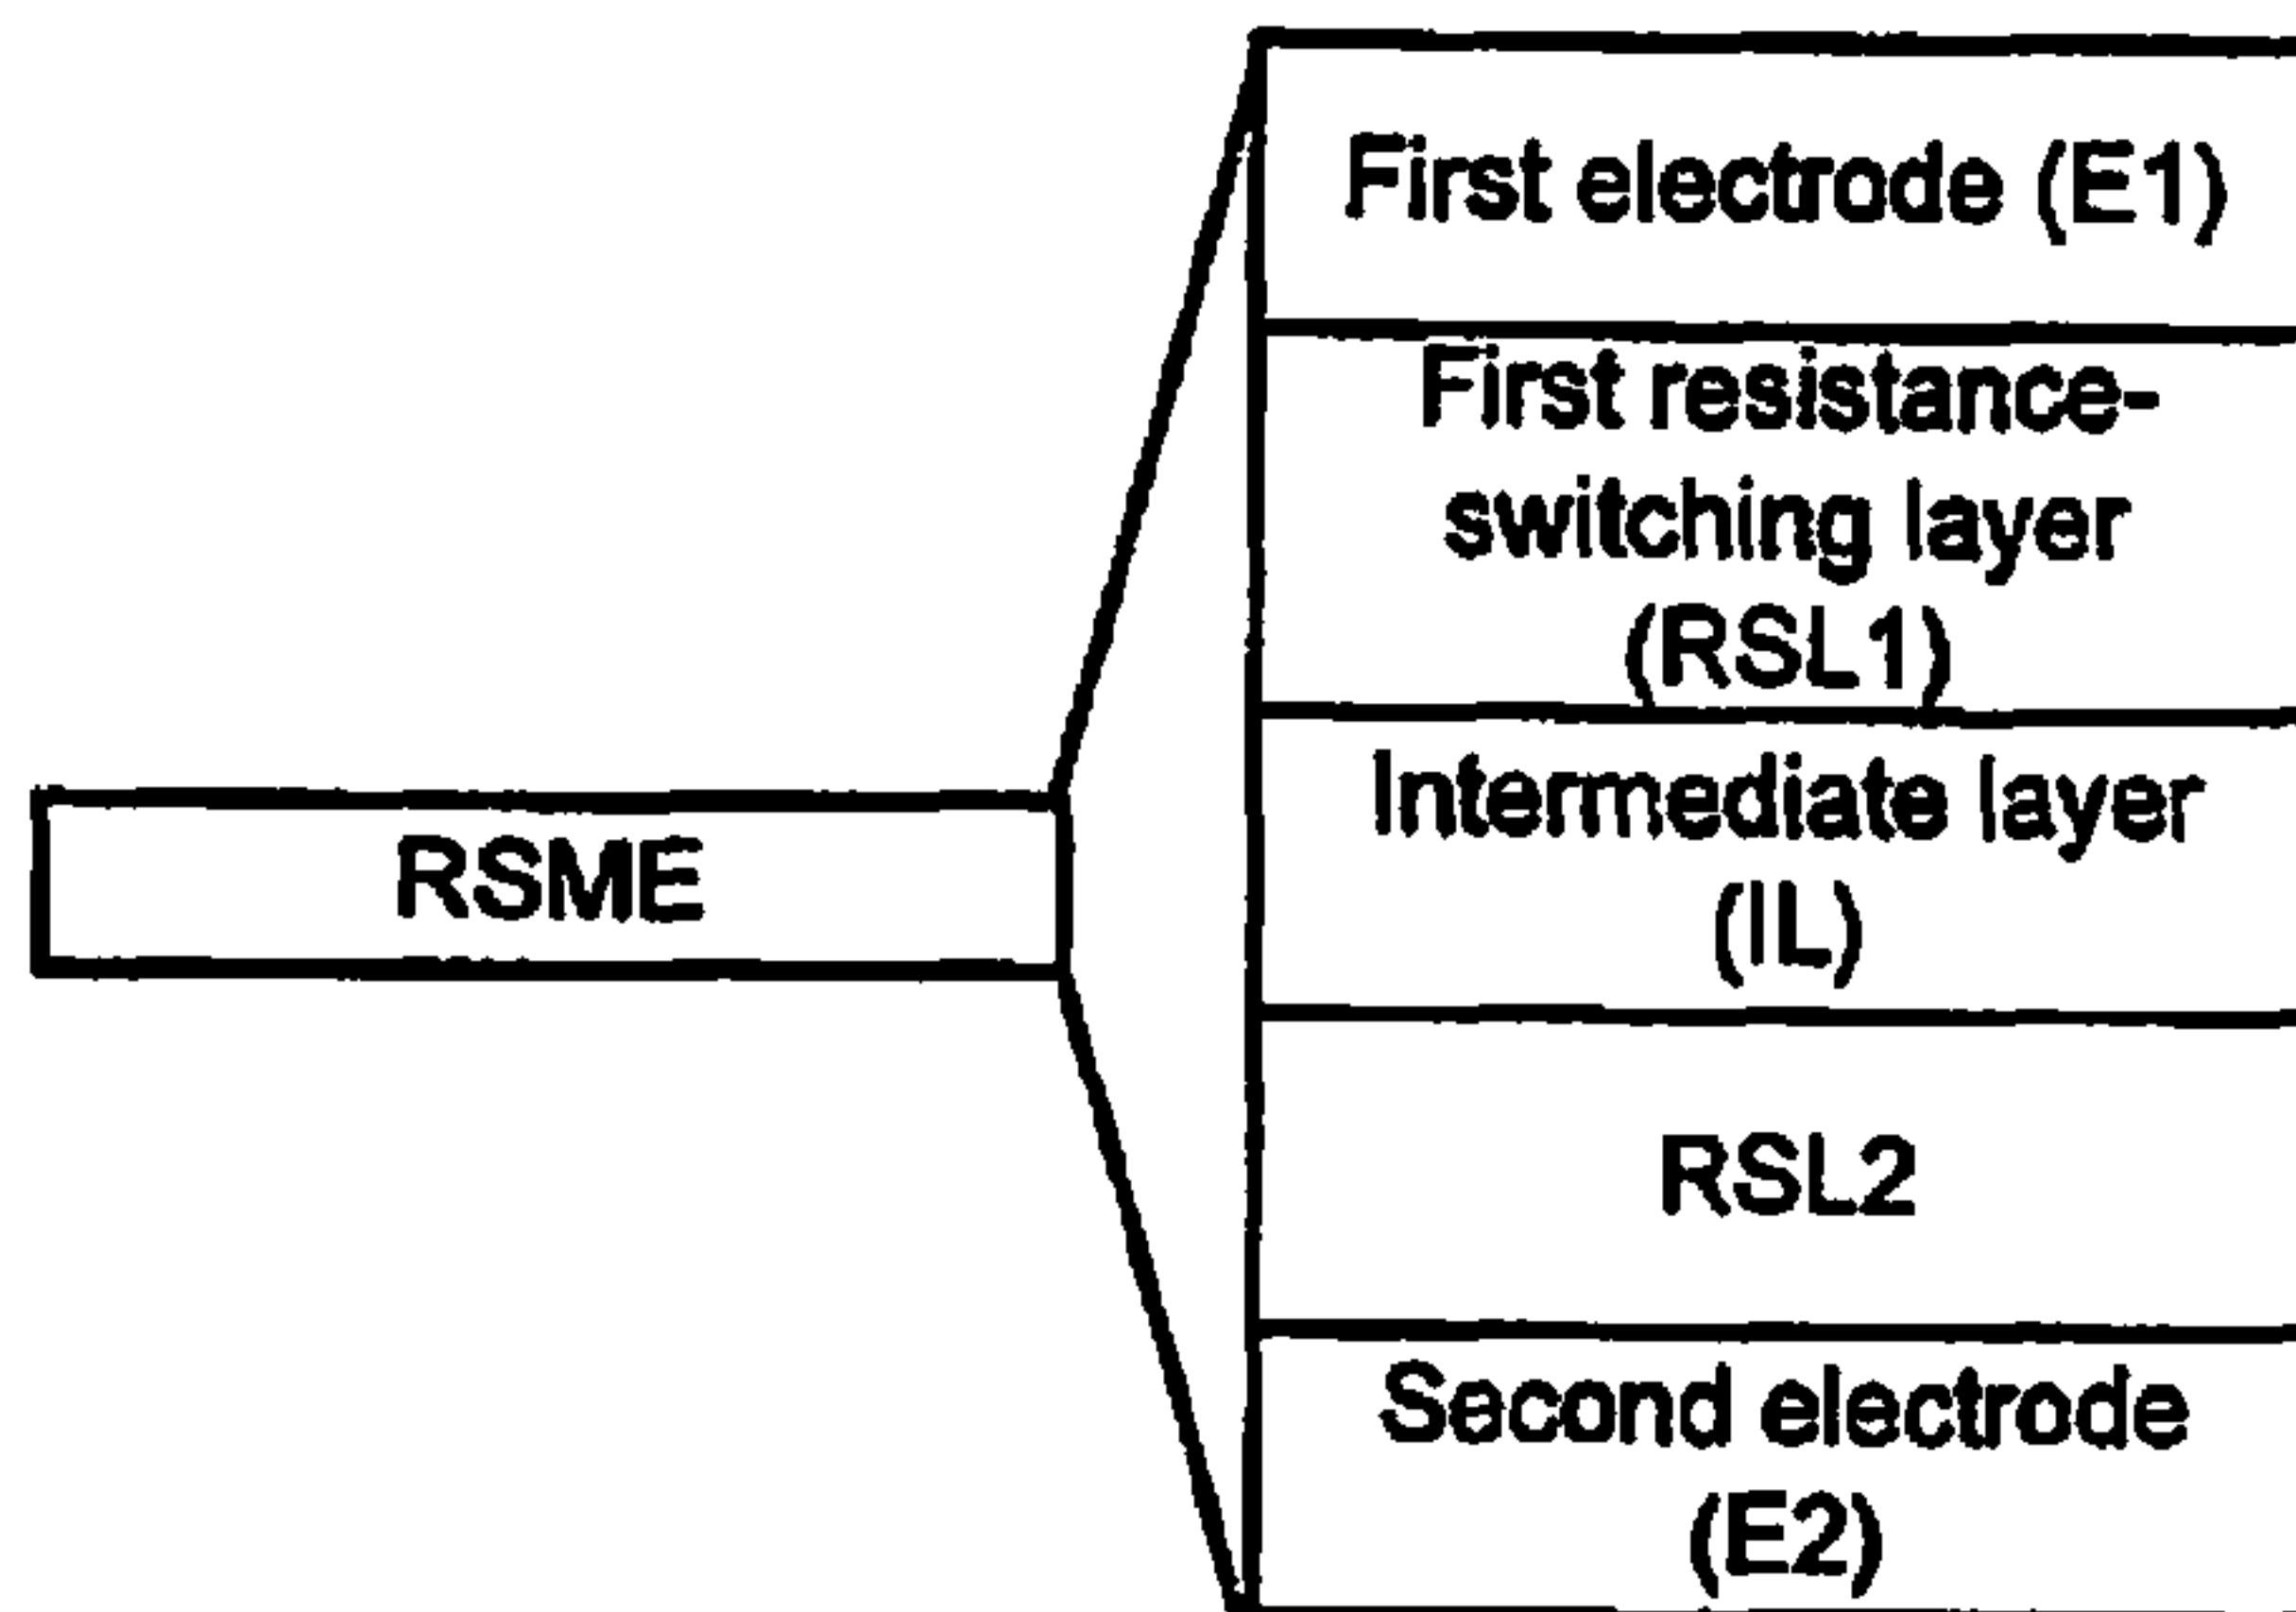 First electrode (E1)
First resistance-
switching layer
(RSL1)
Intermediate layer
(IL)
RSME
RSL2
Second electrode
(E2)